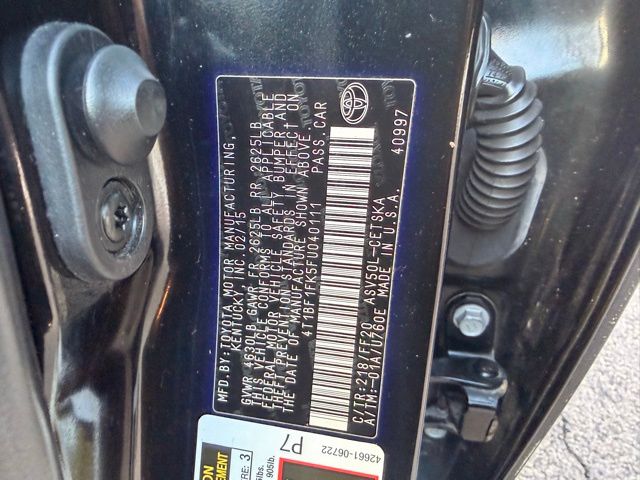 MFD.BY:TOYOTA MOTOR MANUFACTURING
KENTUCKY, INC. 02/15
GVWR 4630LB GAWR FR 2625LB RR 2625LB
THIS VEHICLE CONFORMS TO ALL APPLICABLE
FEDERAL MOTOR VEHICLE SAFETY BUMPER AND
THEFT PREVENTION STANDARDS IN EFFECT ON
THE DATE OF MANUFACTURE SHOWN ABOVE.
4T1BF1FK5FU040111 PASS.CAR
C/TR:218/FF20 ASV50L-CETSKA
A/TM:-01A/U760E MADE IN U.S.A. 40997
TOYOTA
42661-06722
P7